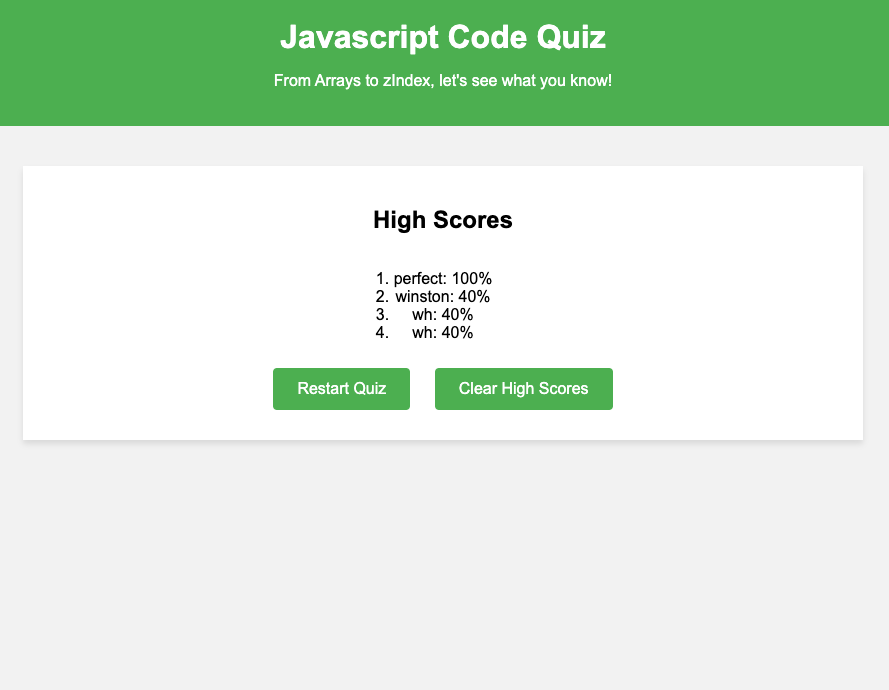 Javascript Code Quiz
From Arrays to zIndex, let's see what you know!
High Scores
1. perfect: 100%
2. winston: 40%
3. wh: 40%
4. wh: 40%
Restart Quiz Clear High Scores